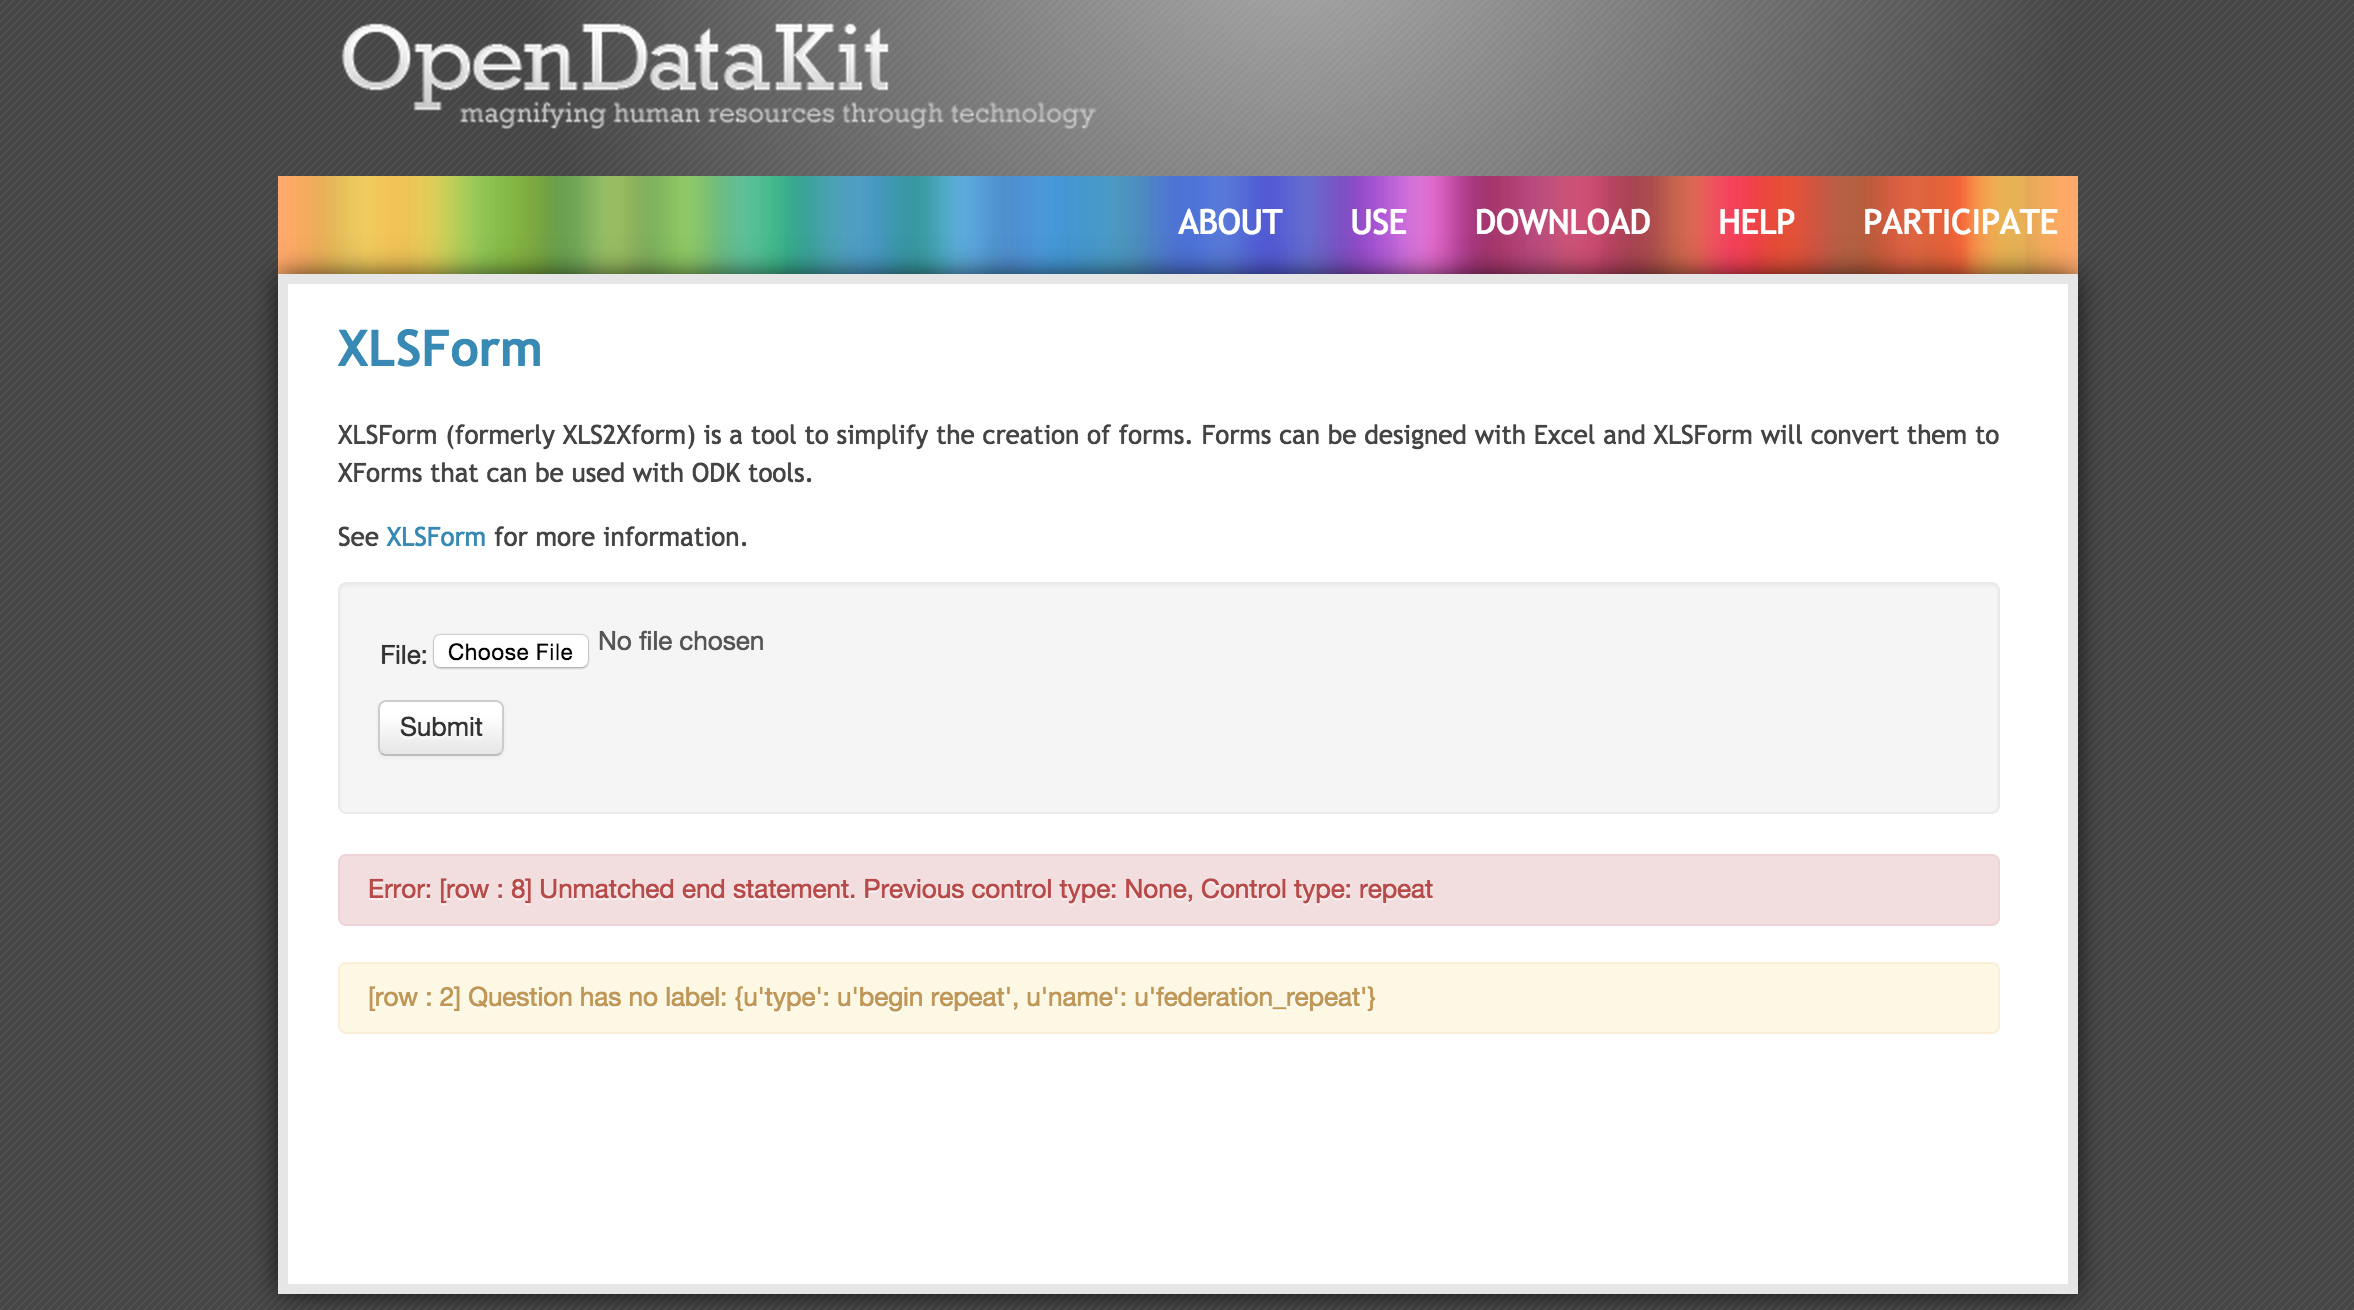 OpenDataKit
magnifying human resources through technology
ABOUT USE DOWNLOAD HELP PARTICIPATE
XLSForm
XLSForm (formerly XLS2Xform) is a tool to simplify the creation of forms. Forms can be designed with Excel and XLSForm will convert them to
XForms that can be used with ODK tools.
See XLSForm for more information.
File: Choose File No file chosen
Submit
Error: [row : 8] Unmatched end statement. Previous control type: None, Control type: repeat
[row : 2] Question has no label: {u'type': u'begin repeat', u'name': u'federation_repeat'}